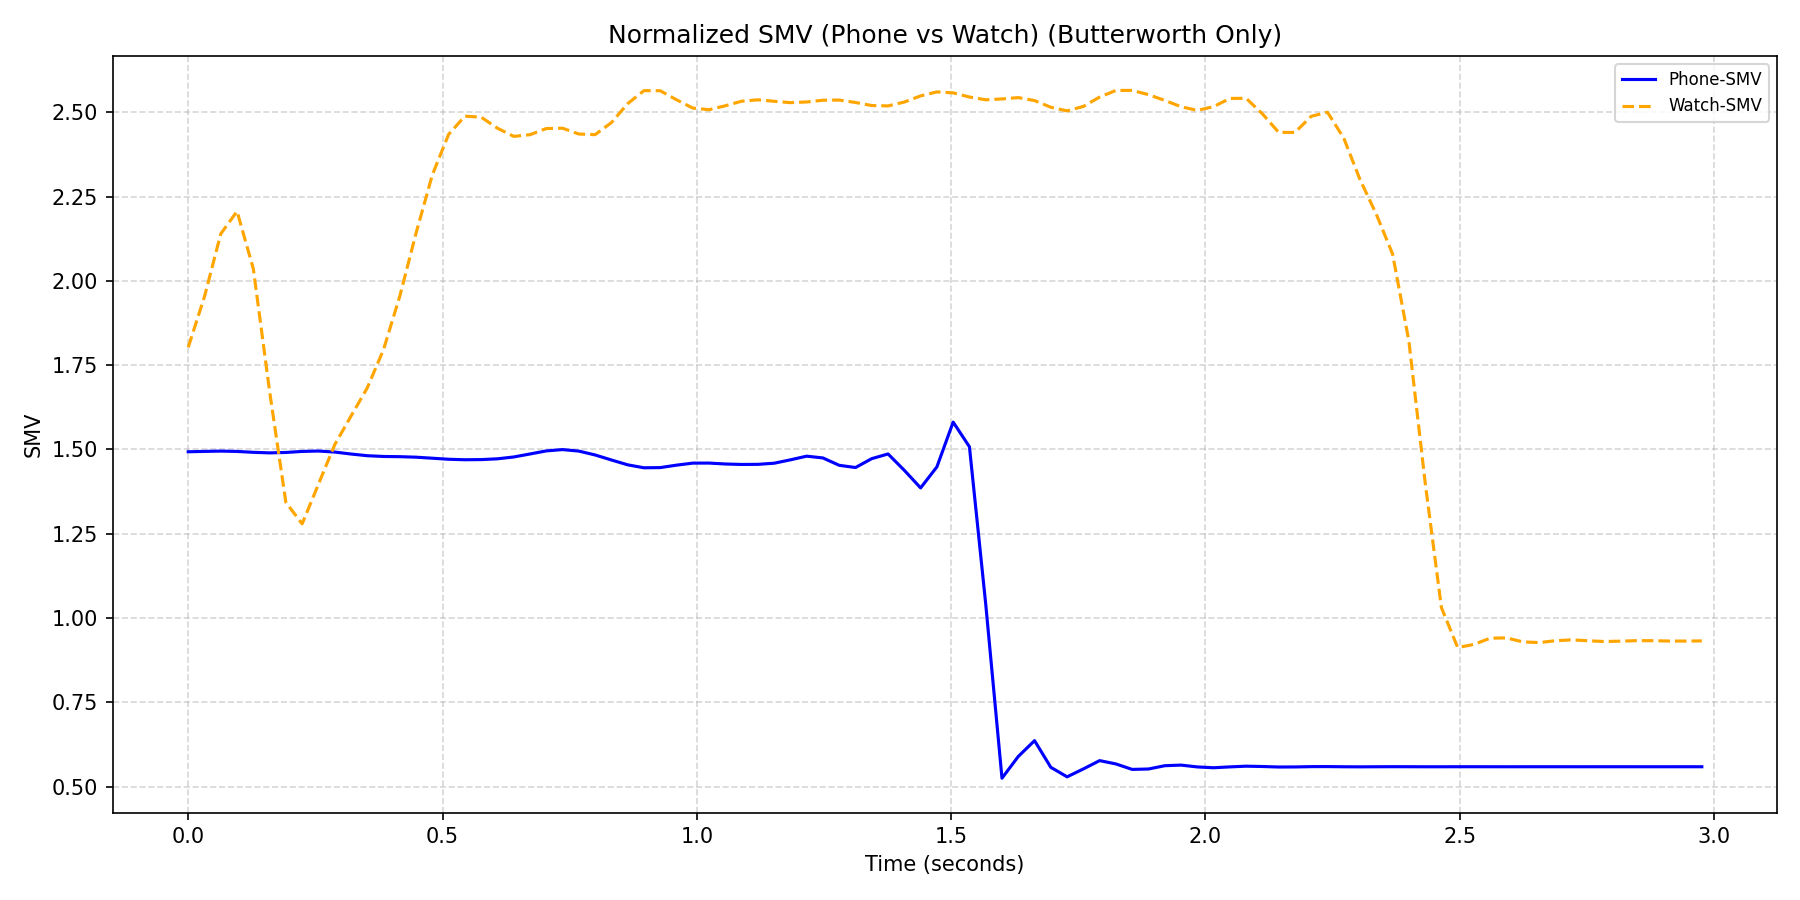 Normalized SMV (Phone vs Watch) (Butterworth Only)
Phone-SMV
Watch-SMV
2.50
2.25
2.00
1.75
1.50
1.25
1.00
0.75
0.50
SMV
0.0 0.5 1.0 1.5 2.0 2.5 3.0
Time (seconds)